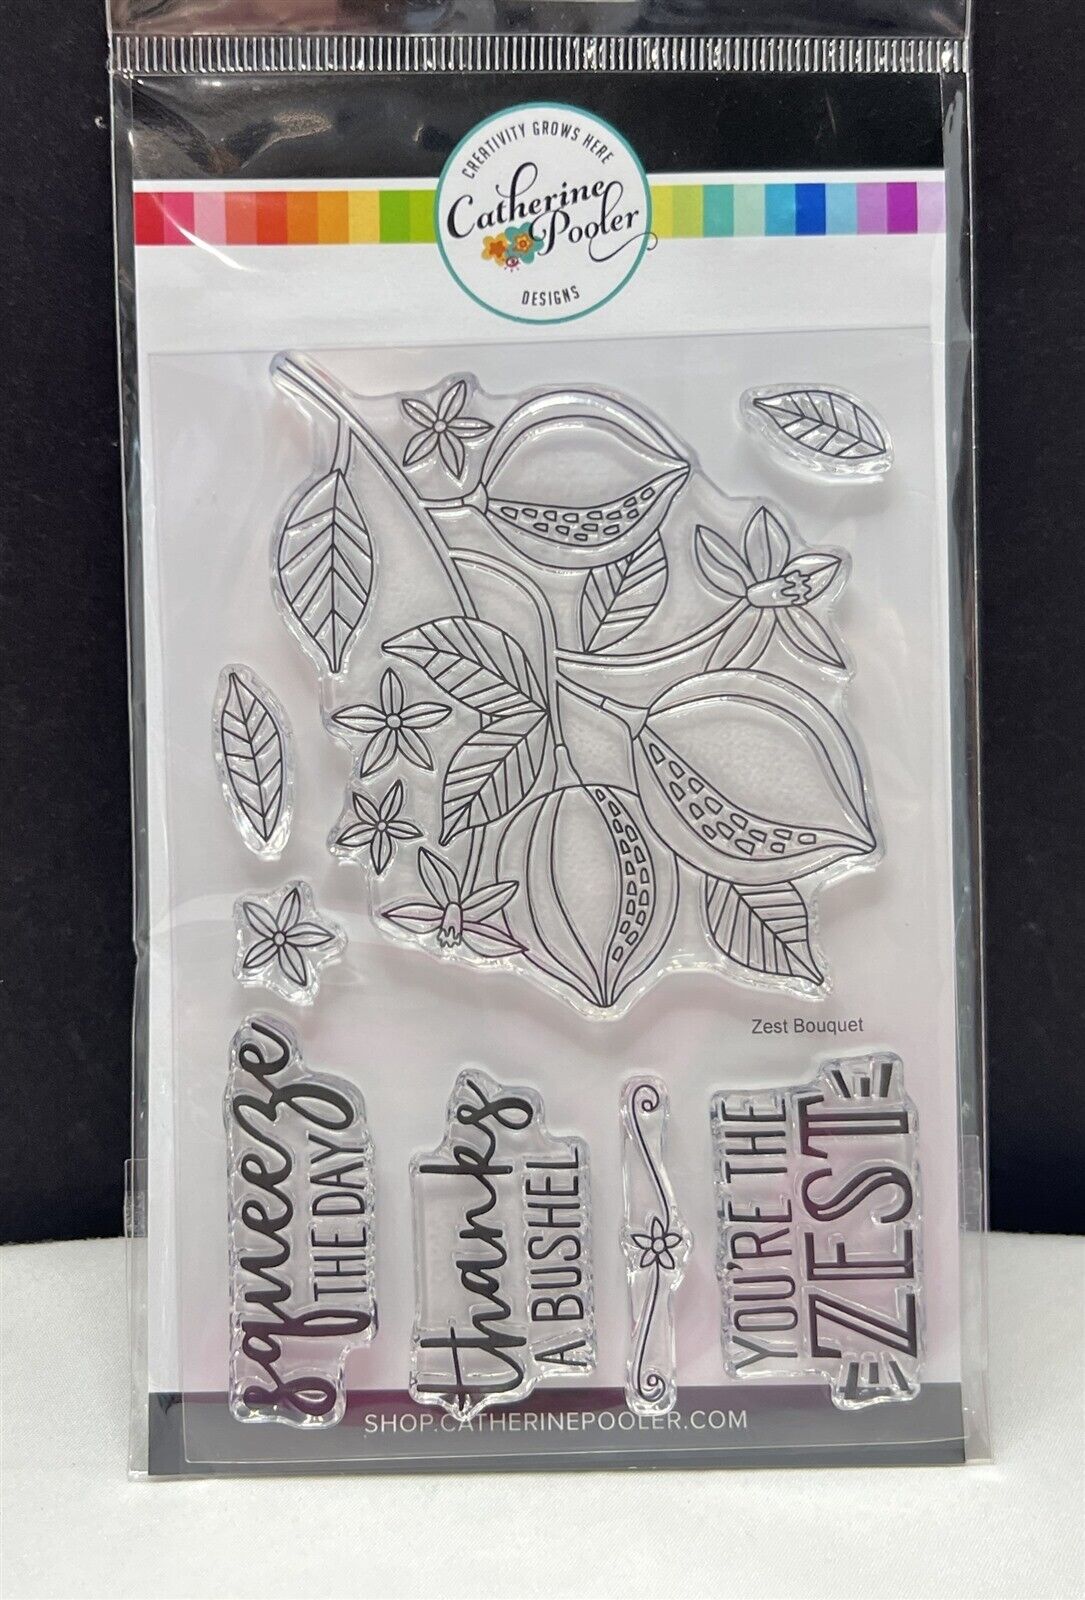 CREATIVITY GROWS HERE
Catherine
Pooler
DESIGNS
Zest Bouquet
squeeze
THE DAY
thanks
A BUSHEL
YOU'RE THE
ZEST
SHOP.CATHERINEPOOLER.COM